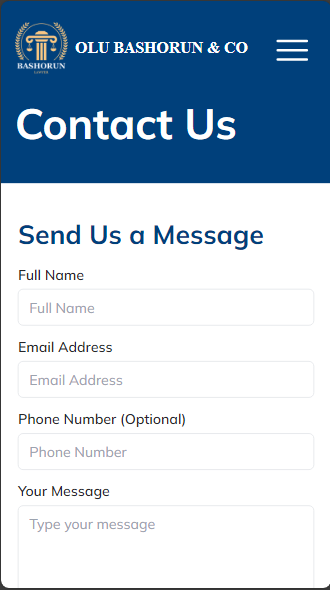 BASHORUN
LAWYER
OLU BASHORUN & CO
Contact Us
Send Us a Message
Full Name
Full Name
Email Address
Email Address
Phone Number (Optional)
Phone Number
Your Message
Type your message